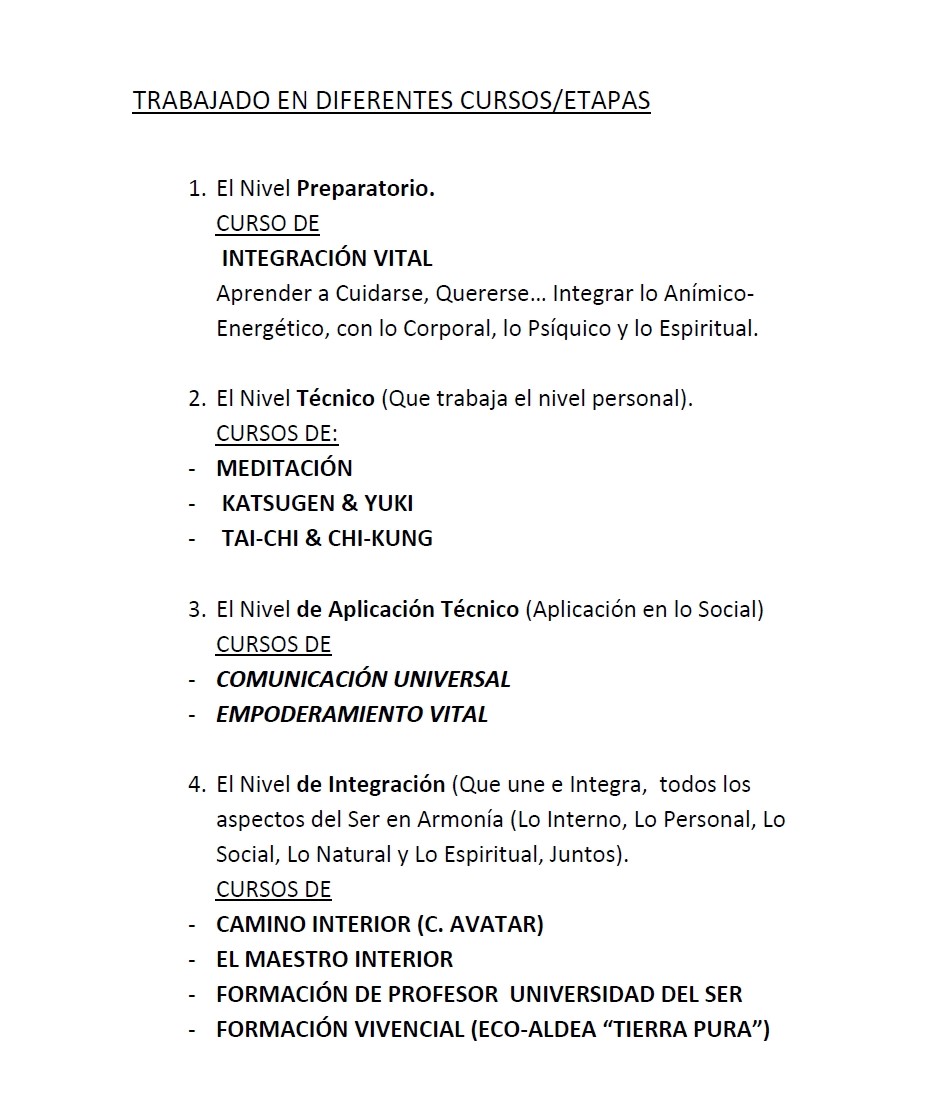 TRABAJADO EN DIFERENTES CURSOS/ETAPAS
1. El Nivel Preparatorio.
CURSO DE
INTEGRACIÓN VITAL
Aprender a Cuidarse, Quererse... Integrar lo Anímico-
Energético, con lo Corporal, lo Psíquico y lo Espiritual.
2. El Nivel Técnico (Que trabaja el nivel personal).
CURSOS DE:
- MEDITACIÓN
- KATSUGEN & YUKI
- TAI-CHI & CHI-KUNG
3. El Nivel de Aplicación Técnico (Aplicación en lo Social)
CURSOS DE
- COMUNICACIÓN UNIVERSAL
- EMPODERAMIENTO VITAL
4. El Nivel de Integración (Que une e Integra, todos los
aspectos del Ser en Armonía (Lo Interno, Lo Personal, Lo
Social, Lo Natural y Lo Espiritual, Juntos).
CURSOS DE
- CAMINO INTERIOR (C. AVATAR)
- EL MAESTRO INTERIOR
- FORMACIÓN DE PROFESOR UNIVERSIDAD DEL SER
- FORMACIÓN VIVENCIAL (ECO-ALDEA “TIERRA PURA”)